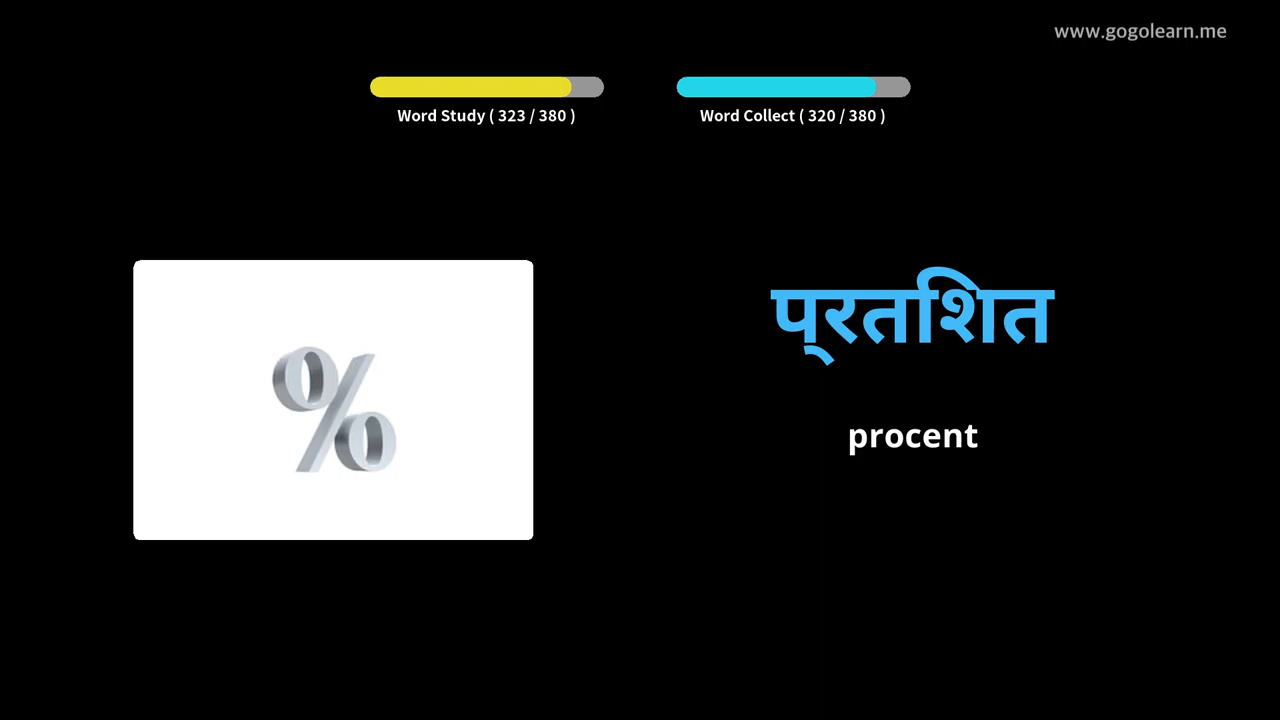 www.gogolearn.me
Word Study ( 323 / 380 )
Word Collect ( 320 / 380 )
प्रतिशत
procent
%